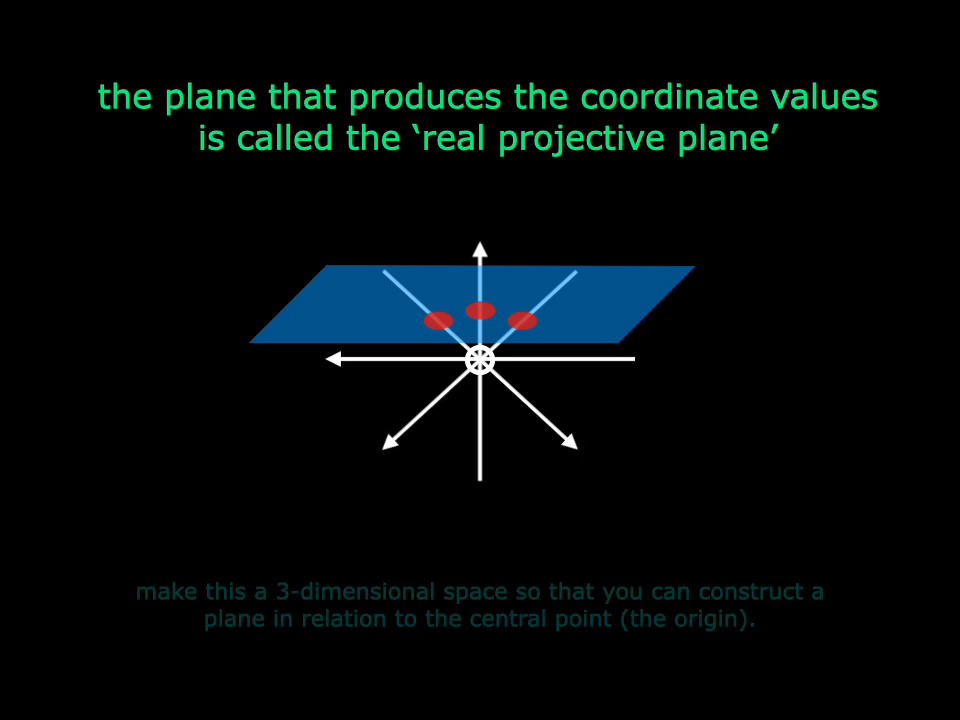 the plane that produces the coordinate values
is called the ‘real projective plane’
make this a 3-dimensional space so that you can construct a
plane in relation to the central point (the origin).